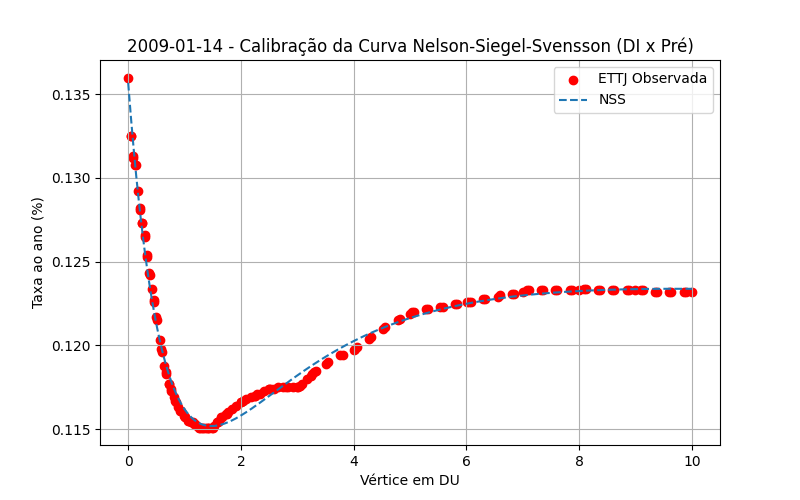 2009-01-14 - Calibração da Curva Nelson-Siegel-Svensson (DI x Pré)
ETTJ Observada
NSS
Taxa ao ano (%)
0.135
0.130
0.125
0.120
0.115
0 2 4 6 8 10
Vértice em DU